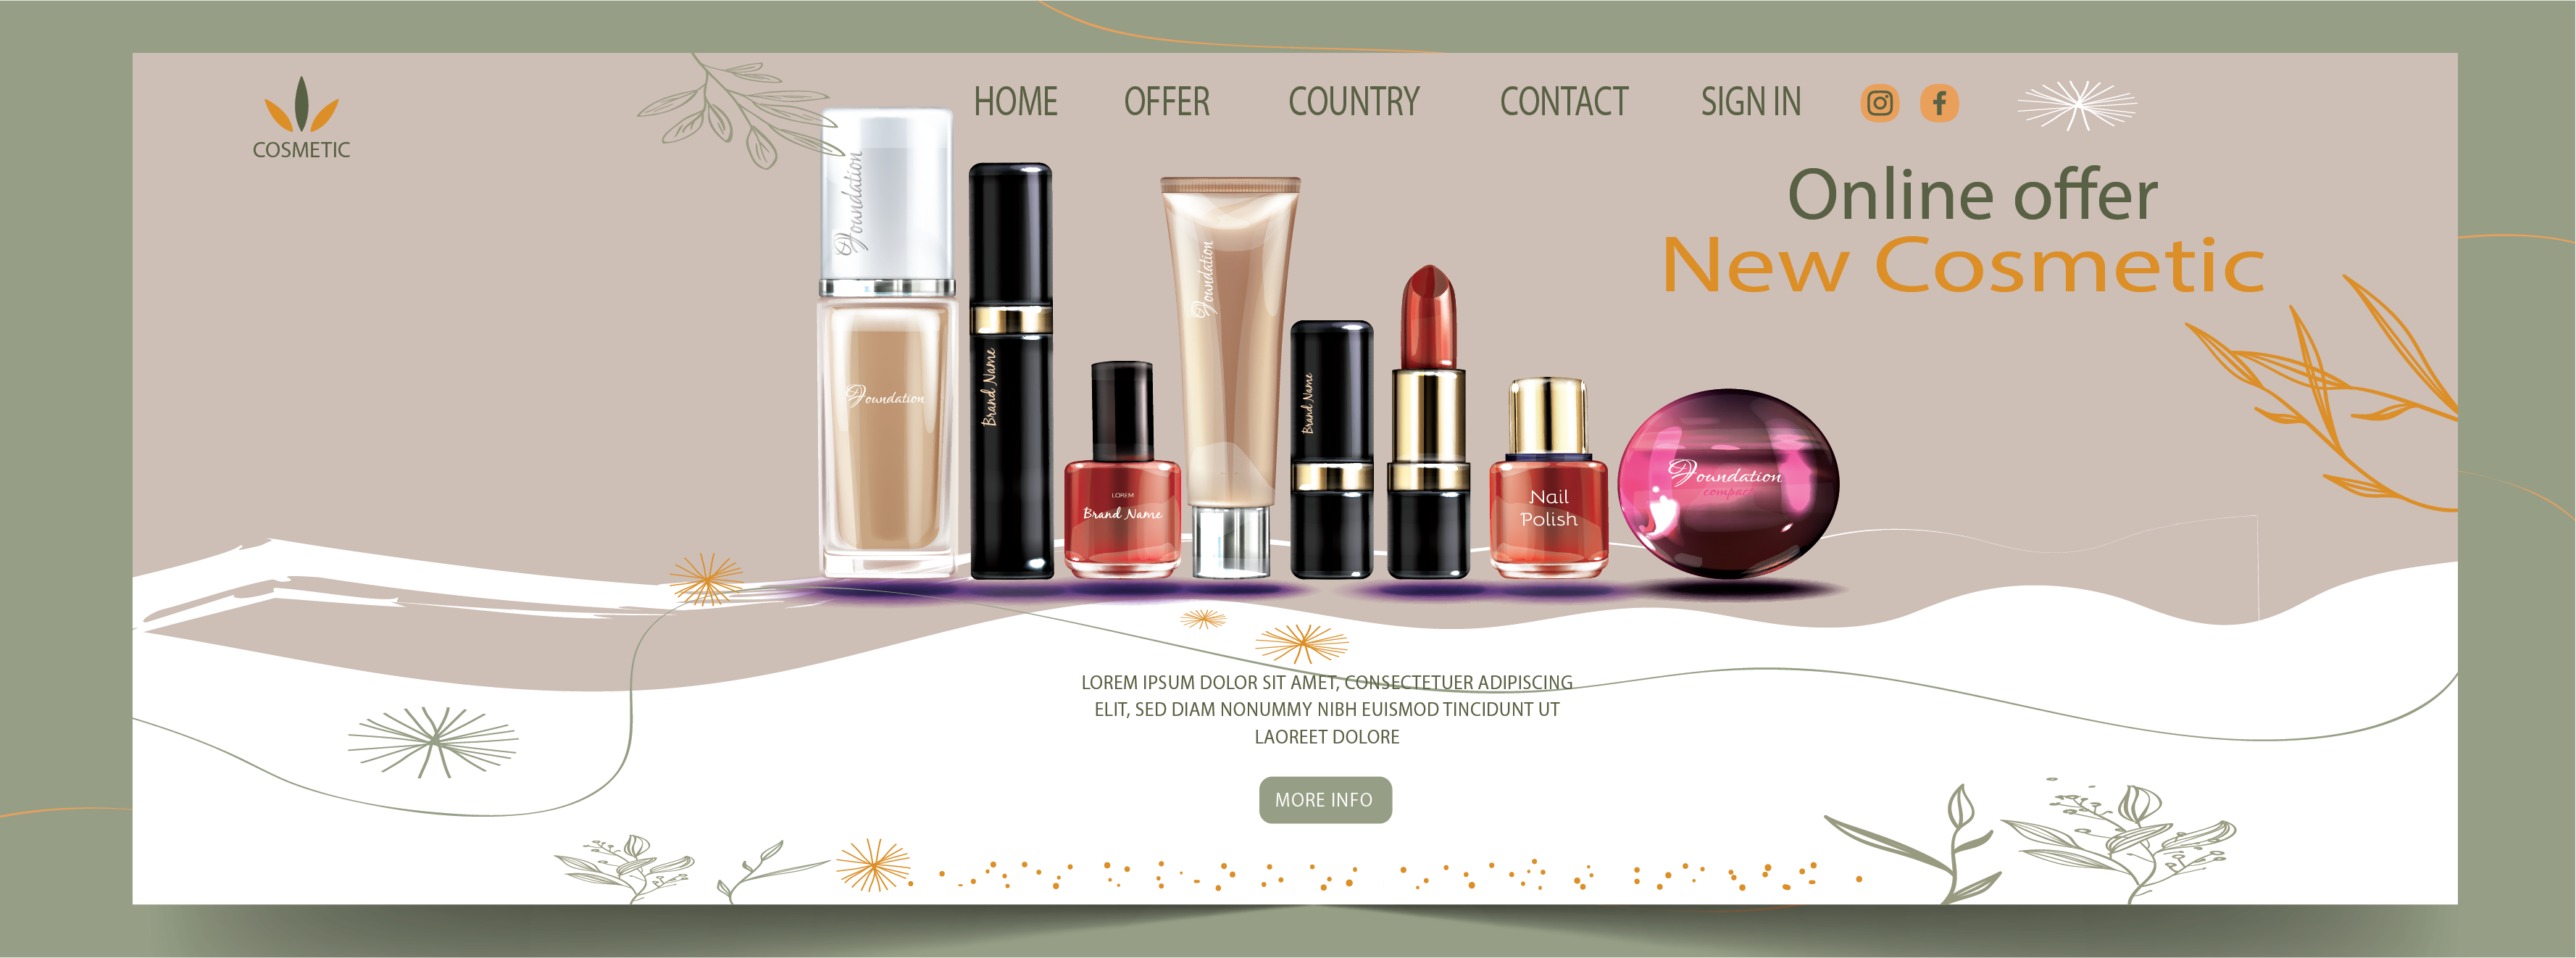 COSMETIC
HOME OFFER COUNTRY CONTACT SIGN IN
Online offer
New Cosmetic
Foundation
Foundation
Brand Name
LOREM
Brand Name
Foundation
Brand Name
Nail
Polish
Foundation
compact
LOREM IPSUM DOLOR SIT AMET, CONSECTETUER ADIPISCING
ELIT, SED DIAM NONUMMY NIBH EUISMOD TINCIDUNT UT
LAOREET DOLORE
MORE INFO